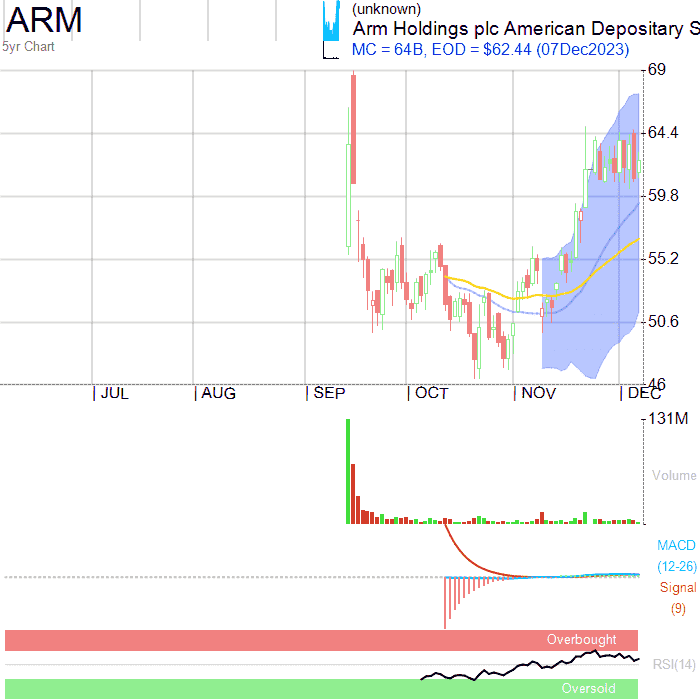 ARM
5yr Chart
(unknown)
Arm Holdings plc American Depositary S
MC = 64B, EOD = $62.44 (07Dec2023)
69
64.4
59.8
55.2
50.6
46
JUL AUG SEP OCT NOV DEC
131M
Volume
MACD
(12-26)
Signal
(9)
Overbought
RSI(14)
Oversold